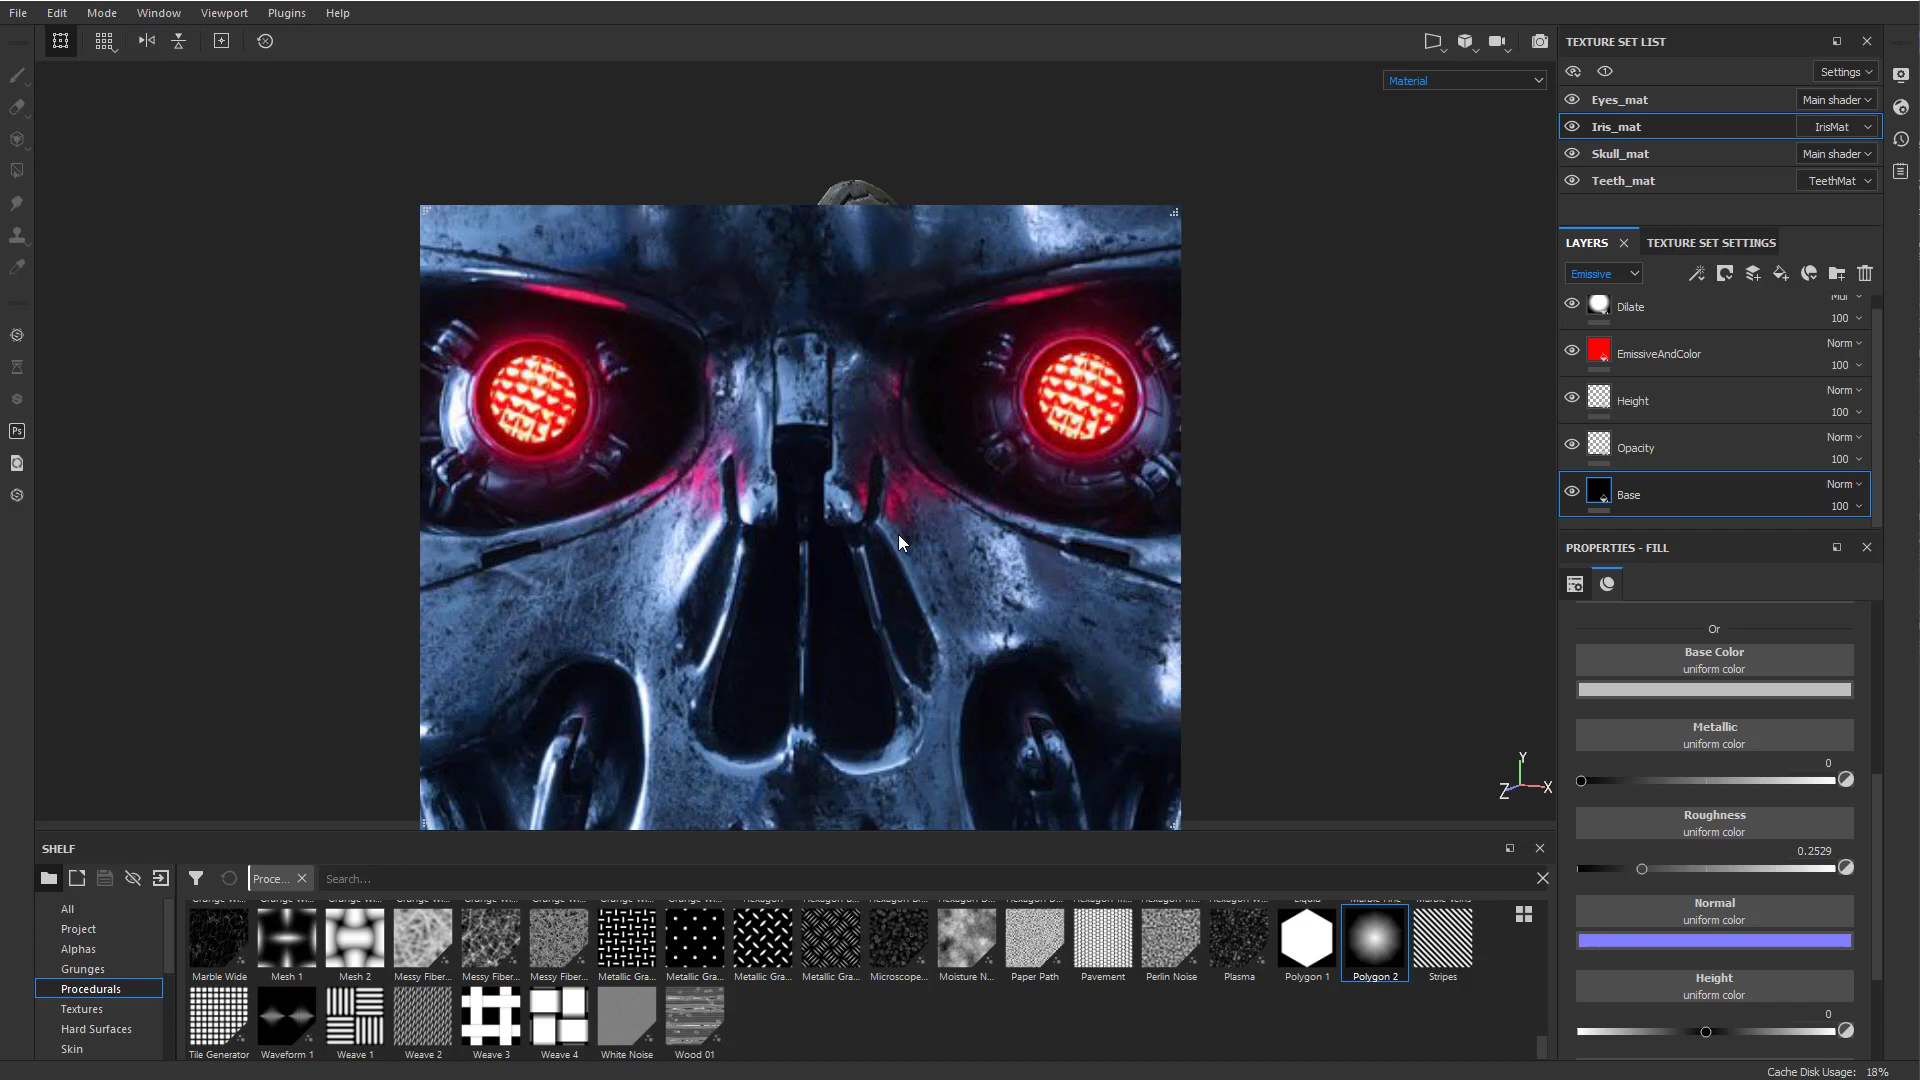 File Edit Mode Window Viewport Plugins Help
Material
TEXTURE SET LIST
Settings
Eyes_mat Main shader
Iris_mat IrisMat
Skull_mat Main shader
Teeth_mat TeethMat
LAYERS TEXTURE SET SETTINGS
Emissive
Dilate
100
EmissiveAndColor Norm
100
Height Norm
100
Opacity Norm
100
Base Norm
100
PROPERTIES - FILL
Or
Base Color
uniform color
Metallic
uniform color
0
Roughness
uniform color
0.2529
Normal
uniform color
Height
uniform color
0
Ps
Y
Z X
SHELF
Proce... Search...
All
Project
Alphas
Grunges
Procedurals
Textures
Hard Surfaces
Skin
Marble Wide Mesh 1 Mesh 2 Messy Fiber... Messy Fiber... Messy Fiber... Metallic Gra... Metallic Gra... Metallic Gra... Metallic Gra... Microscope... Moisture N... Paper Path Pavement Perlin Noise Plasma Polygon 1 Polygon 2 Stripes
Tile Generator Waveform 1 Weave 1 Weave 2 Weave 3 Weave 4 White Noise Wood 01
Cache Disk Usage: 18%